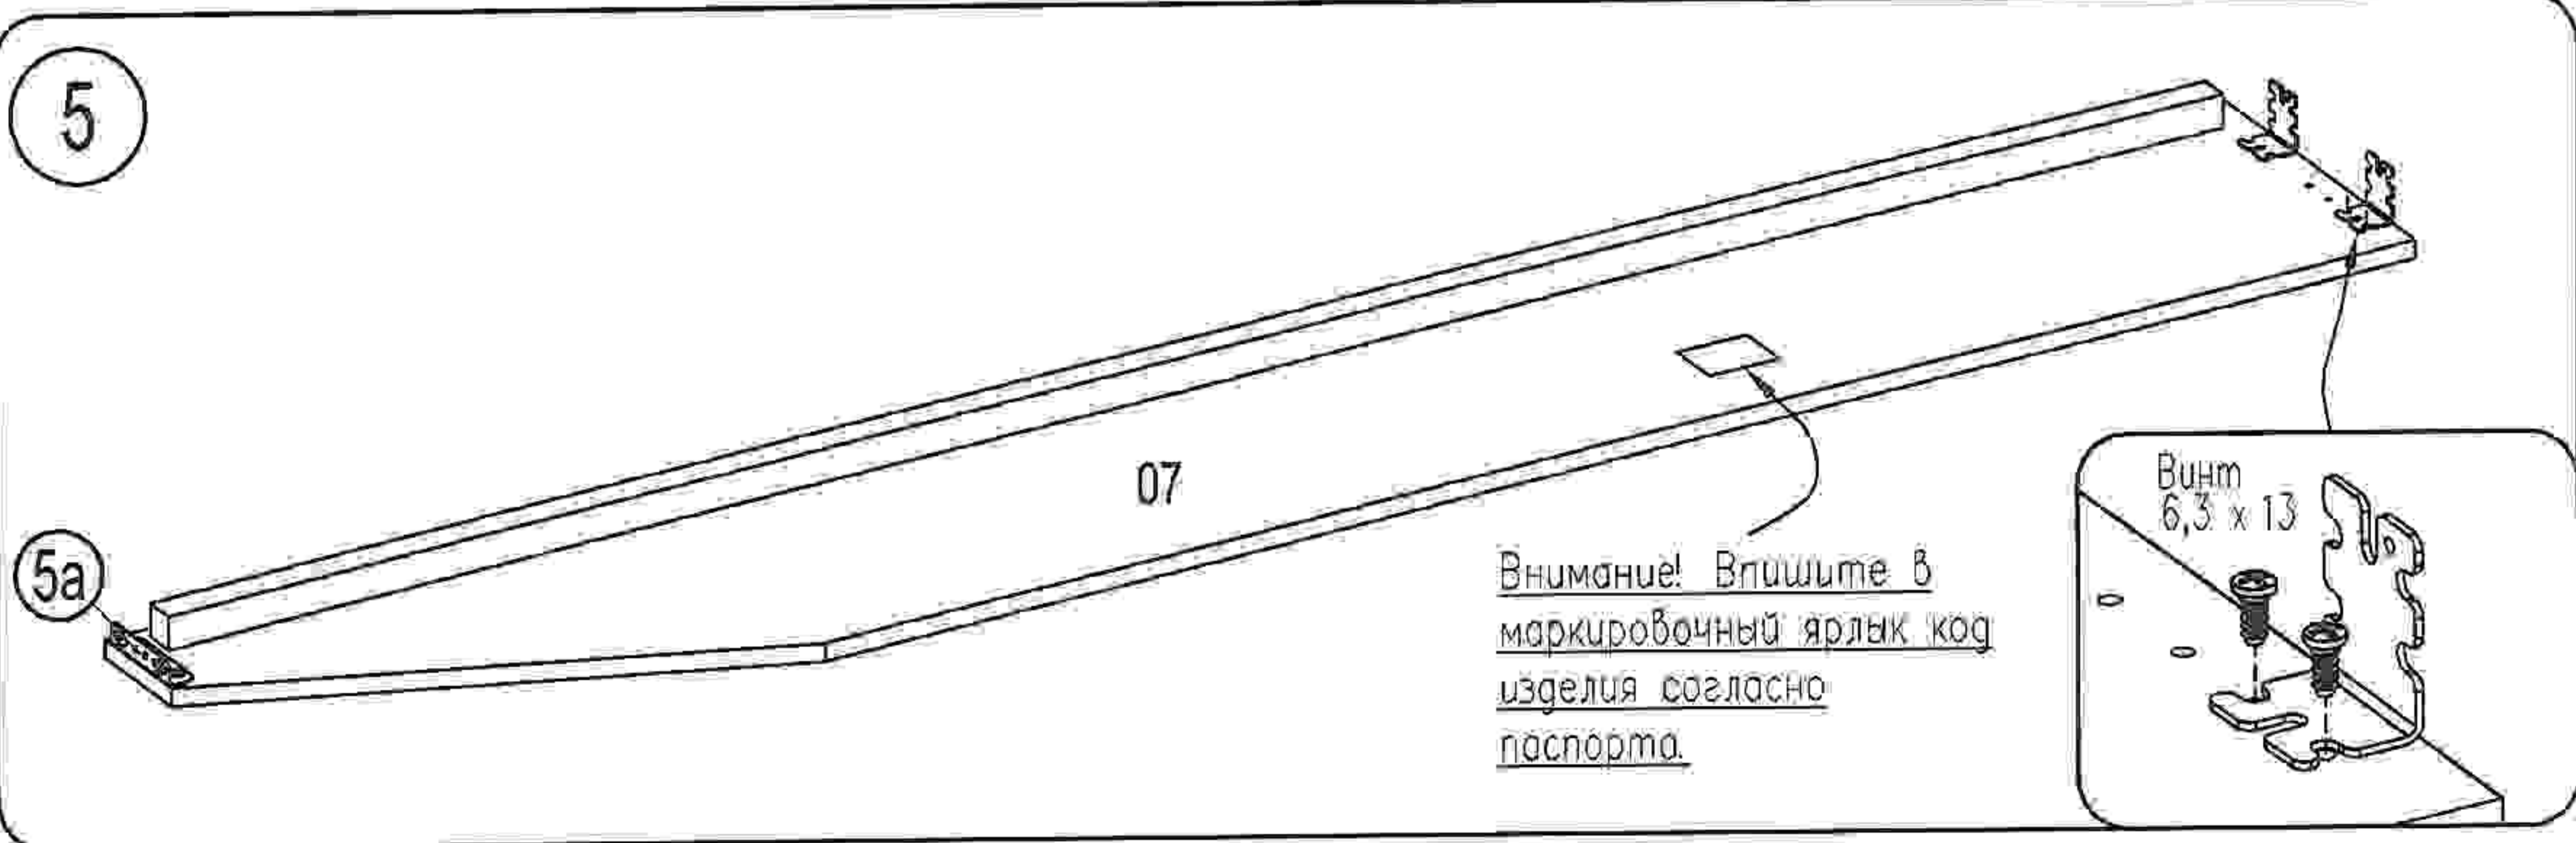 5
5а
07
Внимание! Впишите в
маркировочный ярлык код
изделия согласно
паспорта.
Винт
6,3 x 13